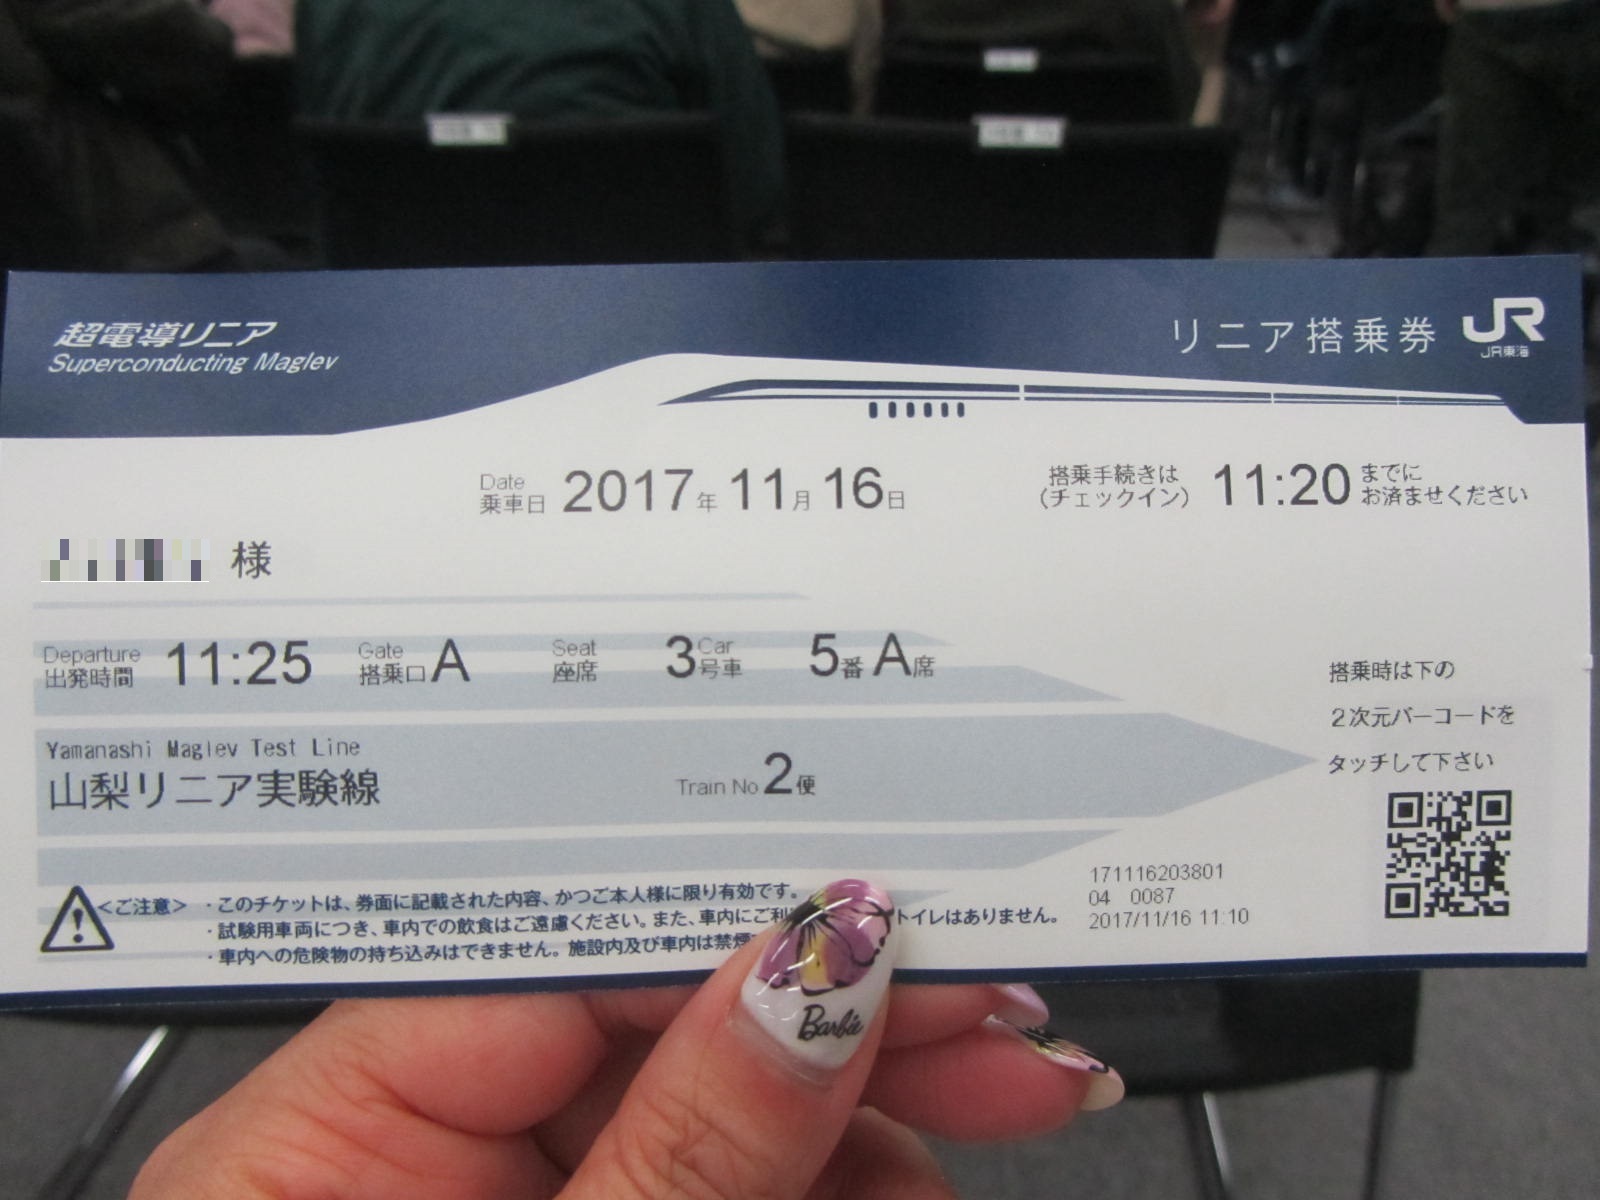 超電導リニア
Superconducting Maglev
リニア搭乗券
JR
JR東海
Date
乗車日 2017年 11月 16日
搭乗手続きは
（チェックイン）
11:20 までに
お済ませください
様
Departure
出発時間 11:25
Gate
搭乗口 A
Seat
座席
3 Car
号車
5番 A席
Yamanashi Maglev Test Line
山梨リニア実験線
Train No 2便
搭乗時は下の
2次元バーコードを
タッチして下さい
171116203801
04 0087
2017/11/16 11:10
＜ご注意＞
・このチケットは、券面に記載された内容、かつご本人様に限り有効です。
・試験用車両につき、車内での飲食はご遠慮ください。また、車内にご利 トイレはありません。
・車内への危険物の持ち込みはできません。施設内及び車内は禁煙
Barbie